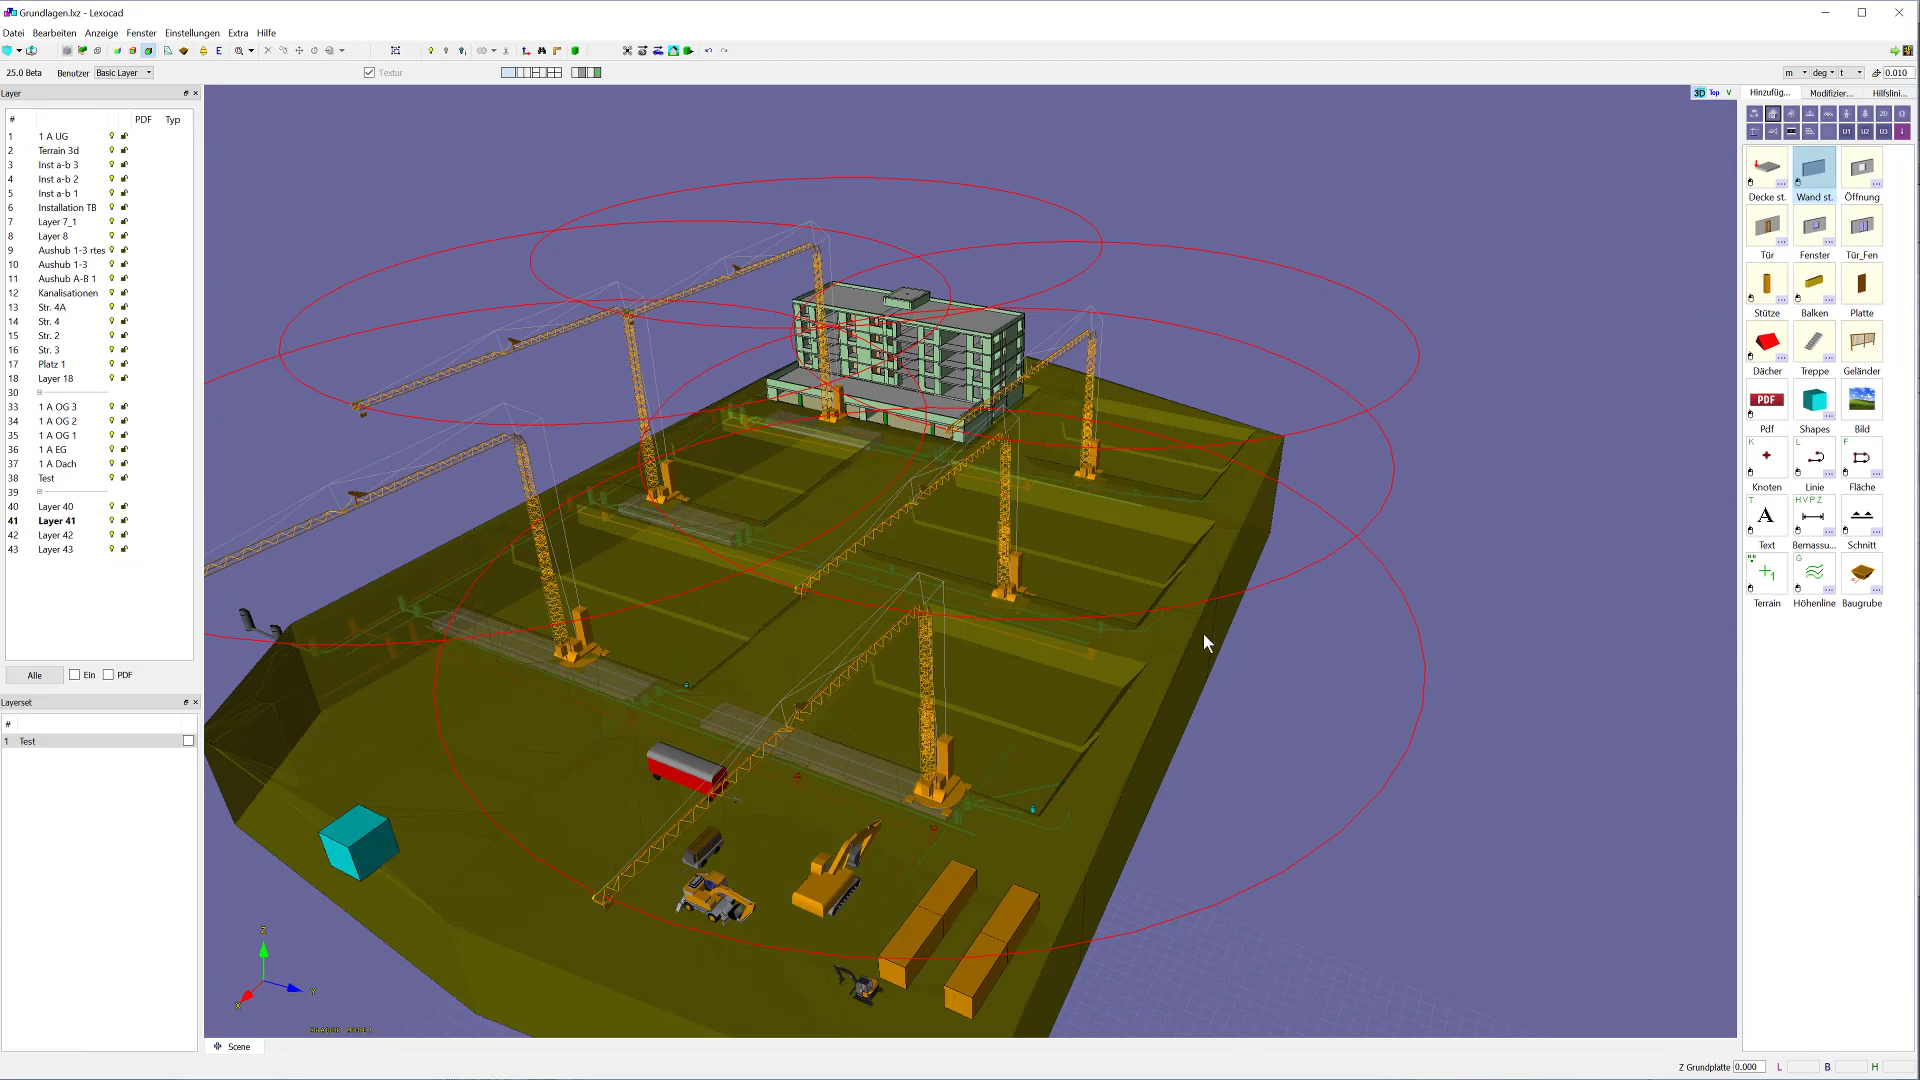 Grundlagen.lxz - Lexocad
Datei Bearbeiten Anzeige Fenster Einstellungen Extra Hilfe
25.0 Beta Benutzer Basic Layer Textur m deg t 0.010
Layer
# PDF Typ
1 1 A UG
2 Terrain 3d
3 Inst a-b 3
4 Inst a-b 2
5 Inst a-b 1
6 Installation TB
7 Layer 7_1
8 Layer 8
9 Aushub 1-3 rtes
10 Aushub 1-3
11 Aushub A-B 1
12 Kanalisationen
13 Str. 4A
14 Str. 4
15 Str. 2
16 Str. 3
17 Platz 1
18 Layer 18
30
33 1 A OG 3
34 1 A OG 2
35 1 A OG 1
36 1 A EG
37 1 A Dach
38 Test
39
40 Layer 40
41 Layer 41
42 Layer 42
43 Layer 43
Alle Ein PDF
Layerset
#
1 Test
3D Top V
Z
X
Y
Scene
Hinzufüg... Modifizier... Hilfslini...
2D
U1 U2 U3 i
Decke st. Wand st. Öffnung
Tür Fenster Tür_Fen
Stütze Balken Platte
Dächer Treppe Geländer
PDF
Pdf Shapes Bild
K L F
Knoten Linie Fläche
T H V P Z
A
Text Bemassu... Schnitt
G
+1
Terrain Höhenline Baugrube
Z Grundplatte 0.000 L B H